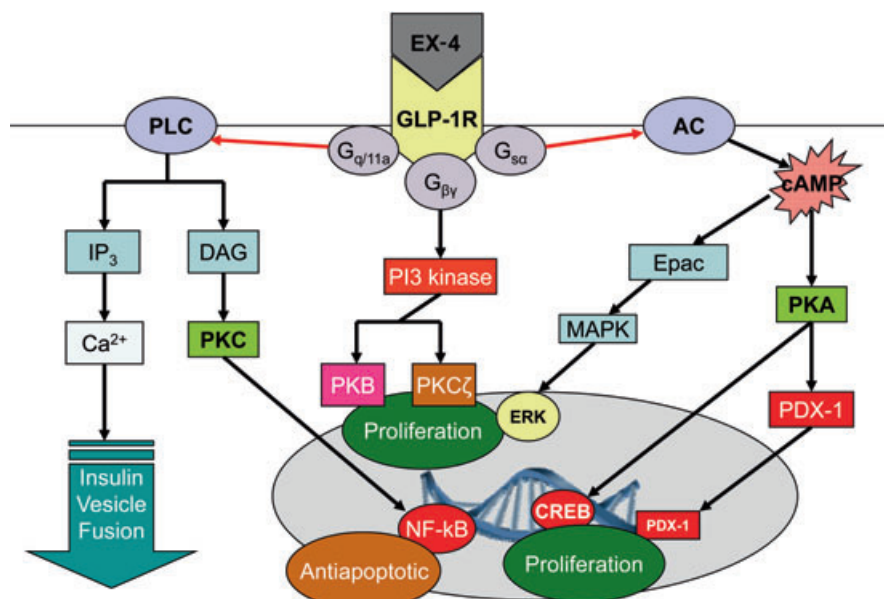 EX-4
GLP-1R
PLC
AC
Gq/11a
Gsα
Gβγ
cAMP
IP3
DAG
PI3 kinase
Epac
Ca2+
PKC
MAPK
PKA
PKB
PKCζ
PDX-1
ERK
Proliferation
Insulin
Vesicle
Fusion
NF-kB
CREB
PDX-1
Antiapoptotic
Proliferation